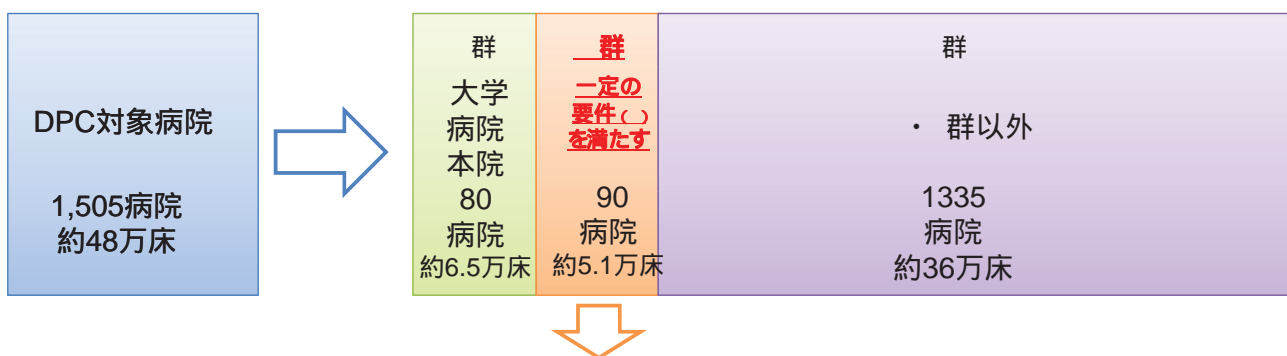 DPC対象病院
1,505病院
約48万床
群
大学
病院
本院
80
病院
約6.5万床
群
一定の
要件( )
を満たす
90
病院
約5.1万床
群
・ 群以外
1335
病院
約36万床